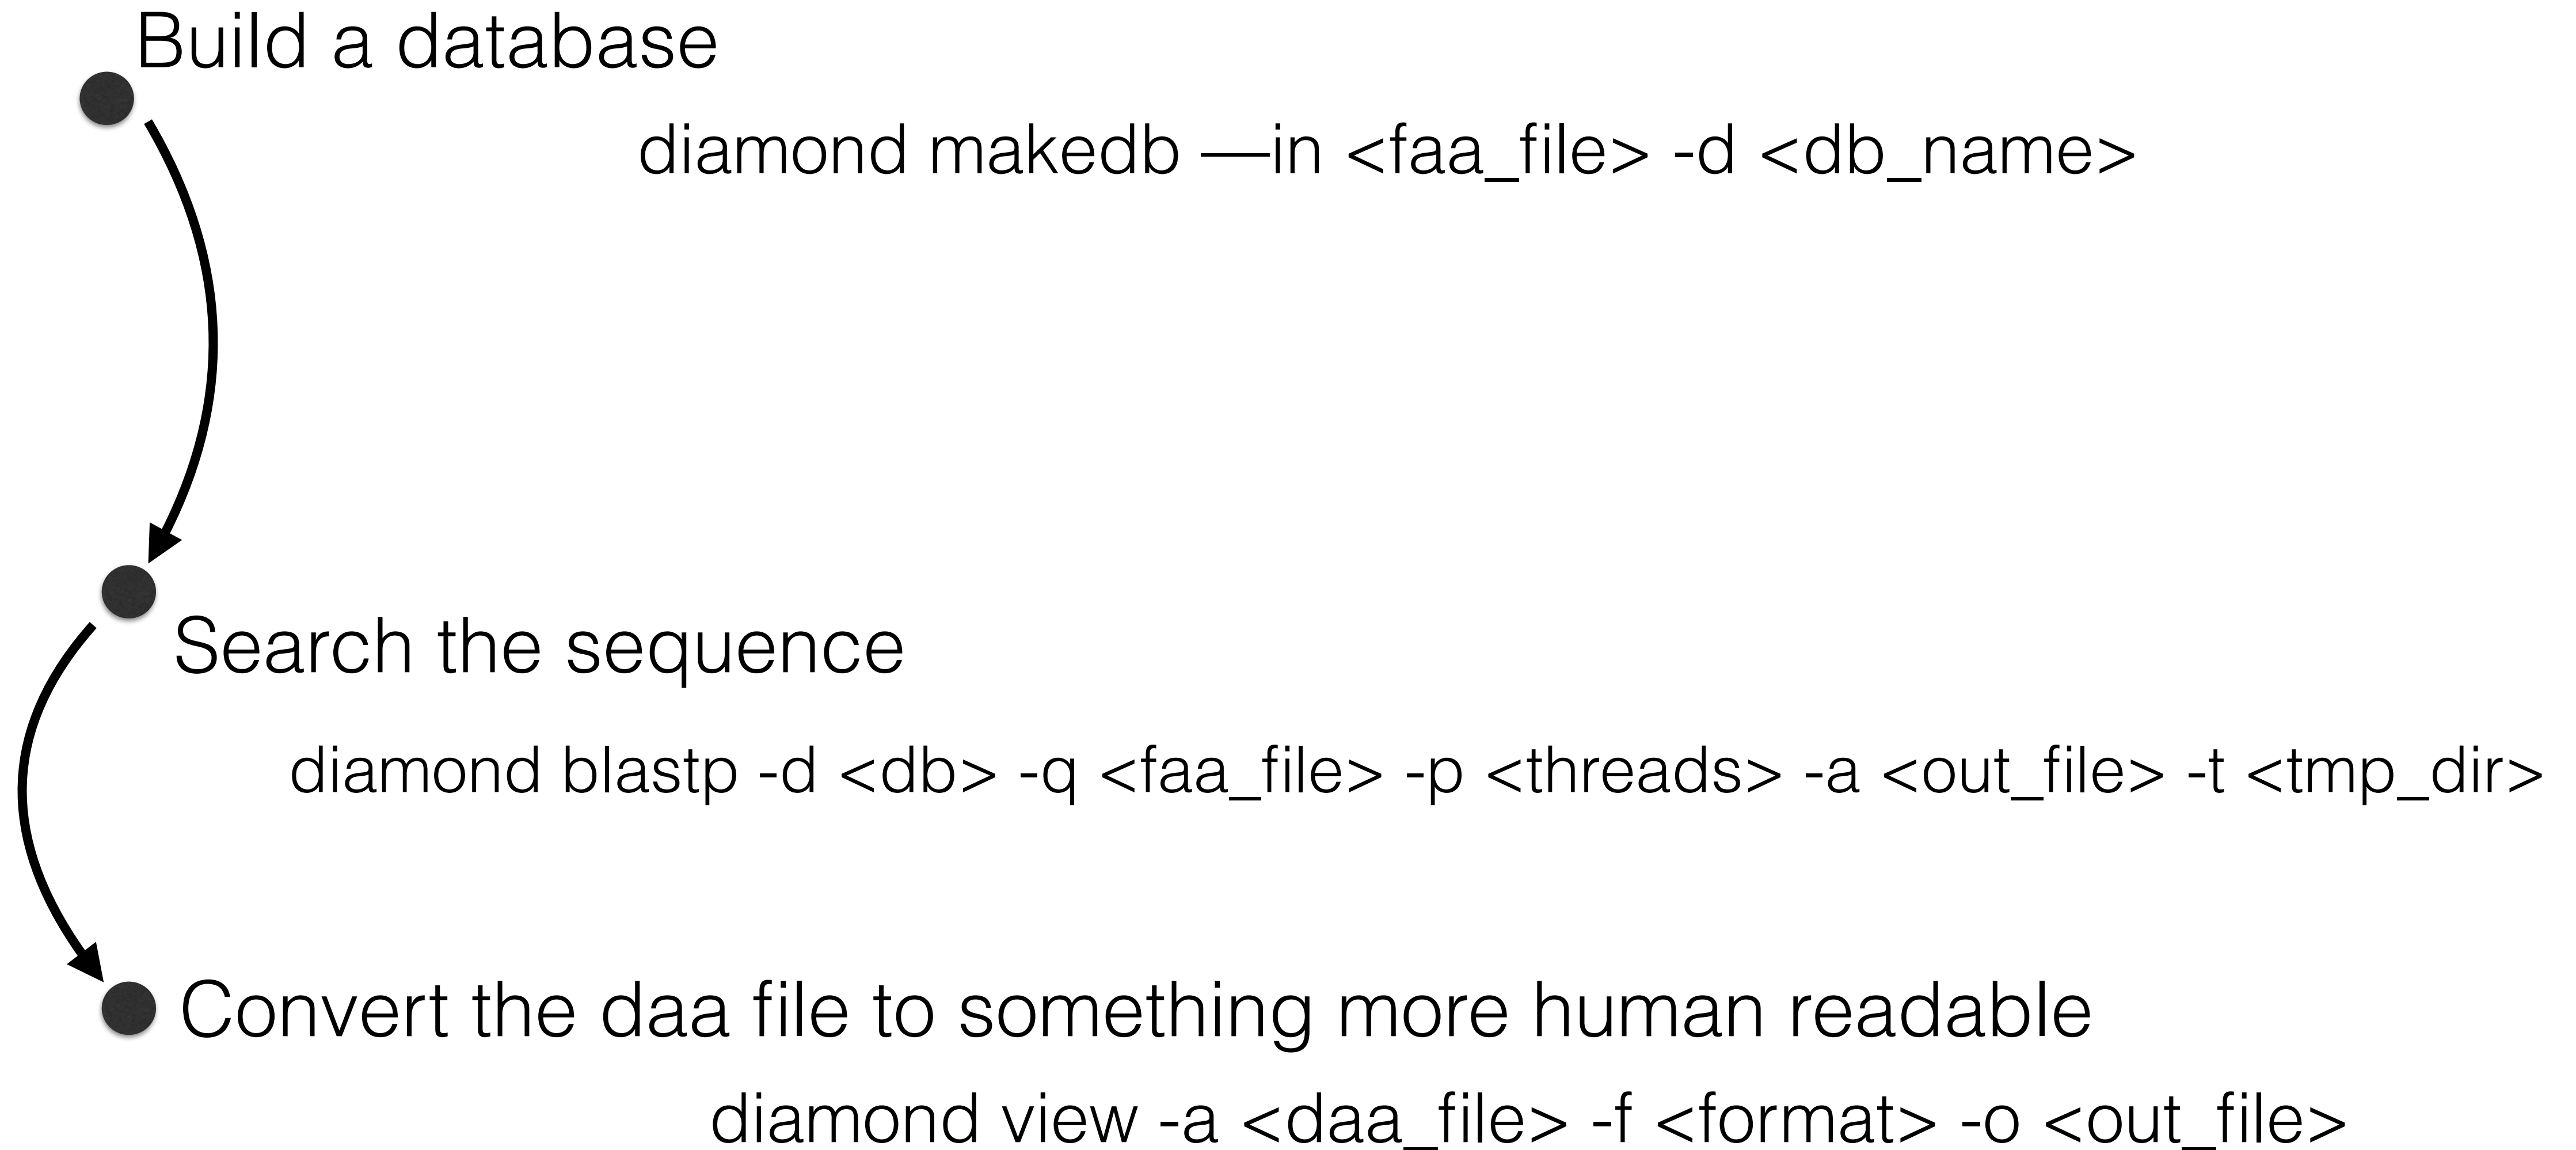 Build a database
diamond makedb —in <faa_file> -d <db_name>
Search the sequence
diamond blastp -d <db> -q <faa_file> -p <threads> -a <out_file> -t <tmp_dir>
Convert the daa file to something more human readable
diamond view -a <daa_file> -f <format> -o <out_file>